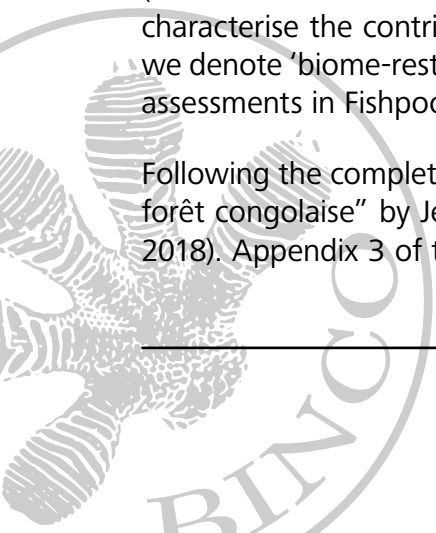 characterise the contri
we denote ‘biome-rest
assessments in Fishpoo
Following the complet
forêt congolaise” by Je
2018). Appendix 3 of t
BINCO